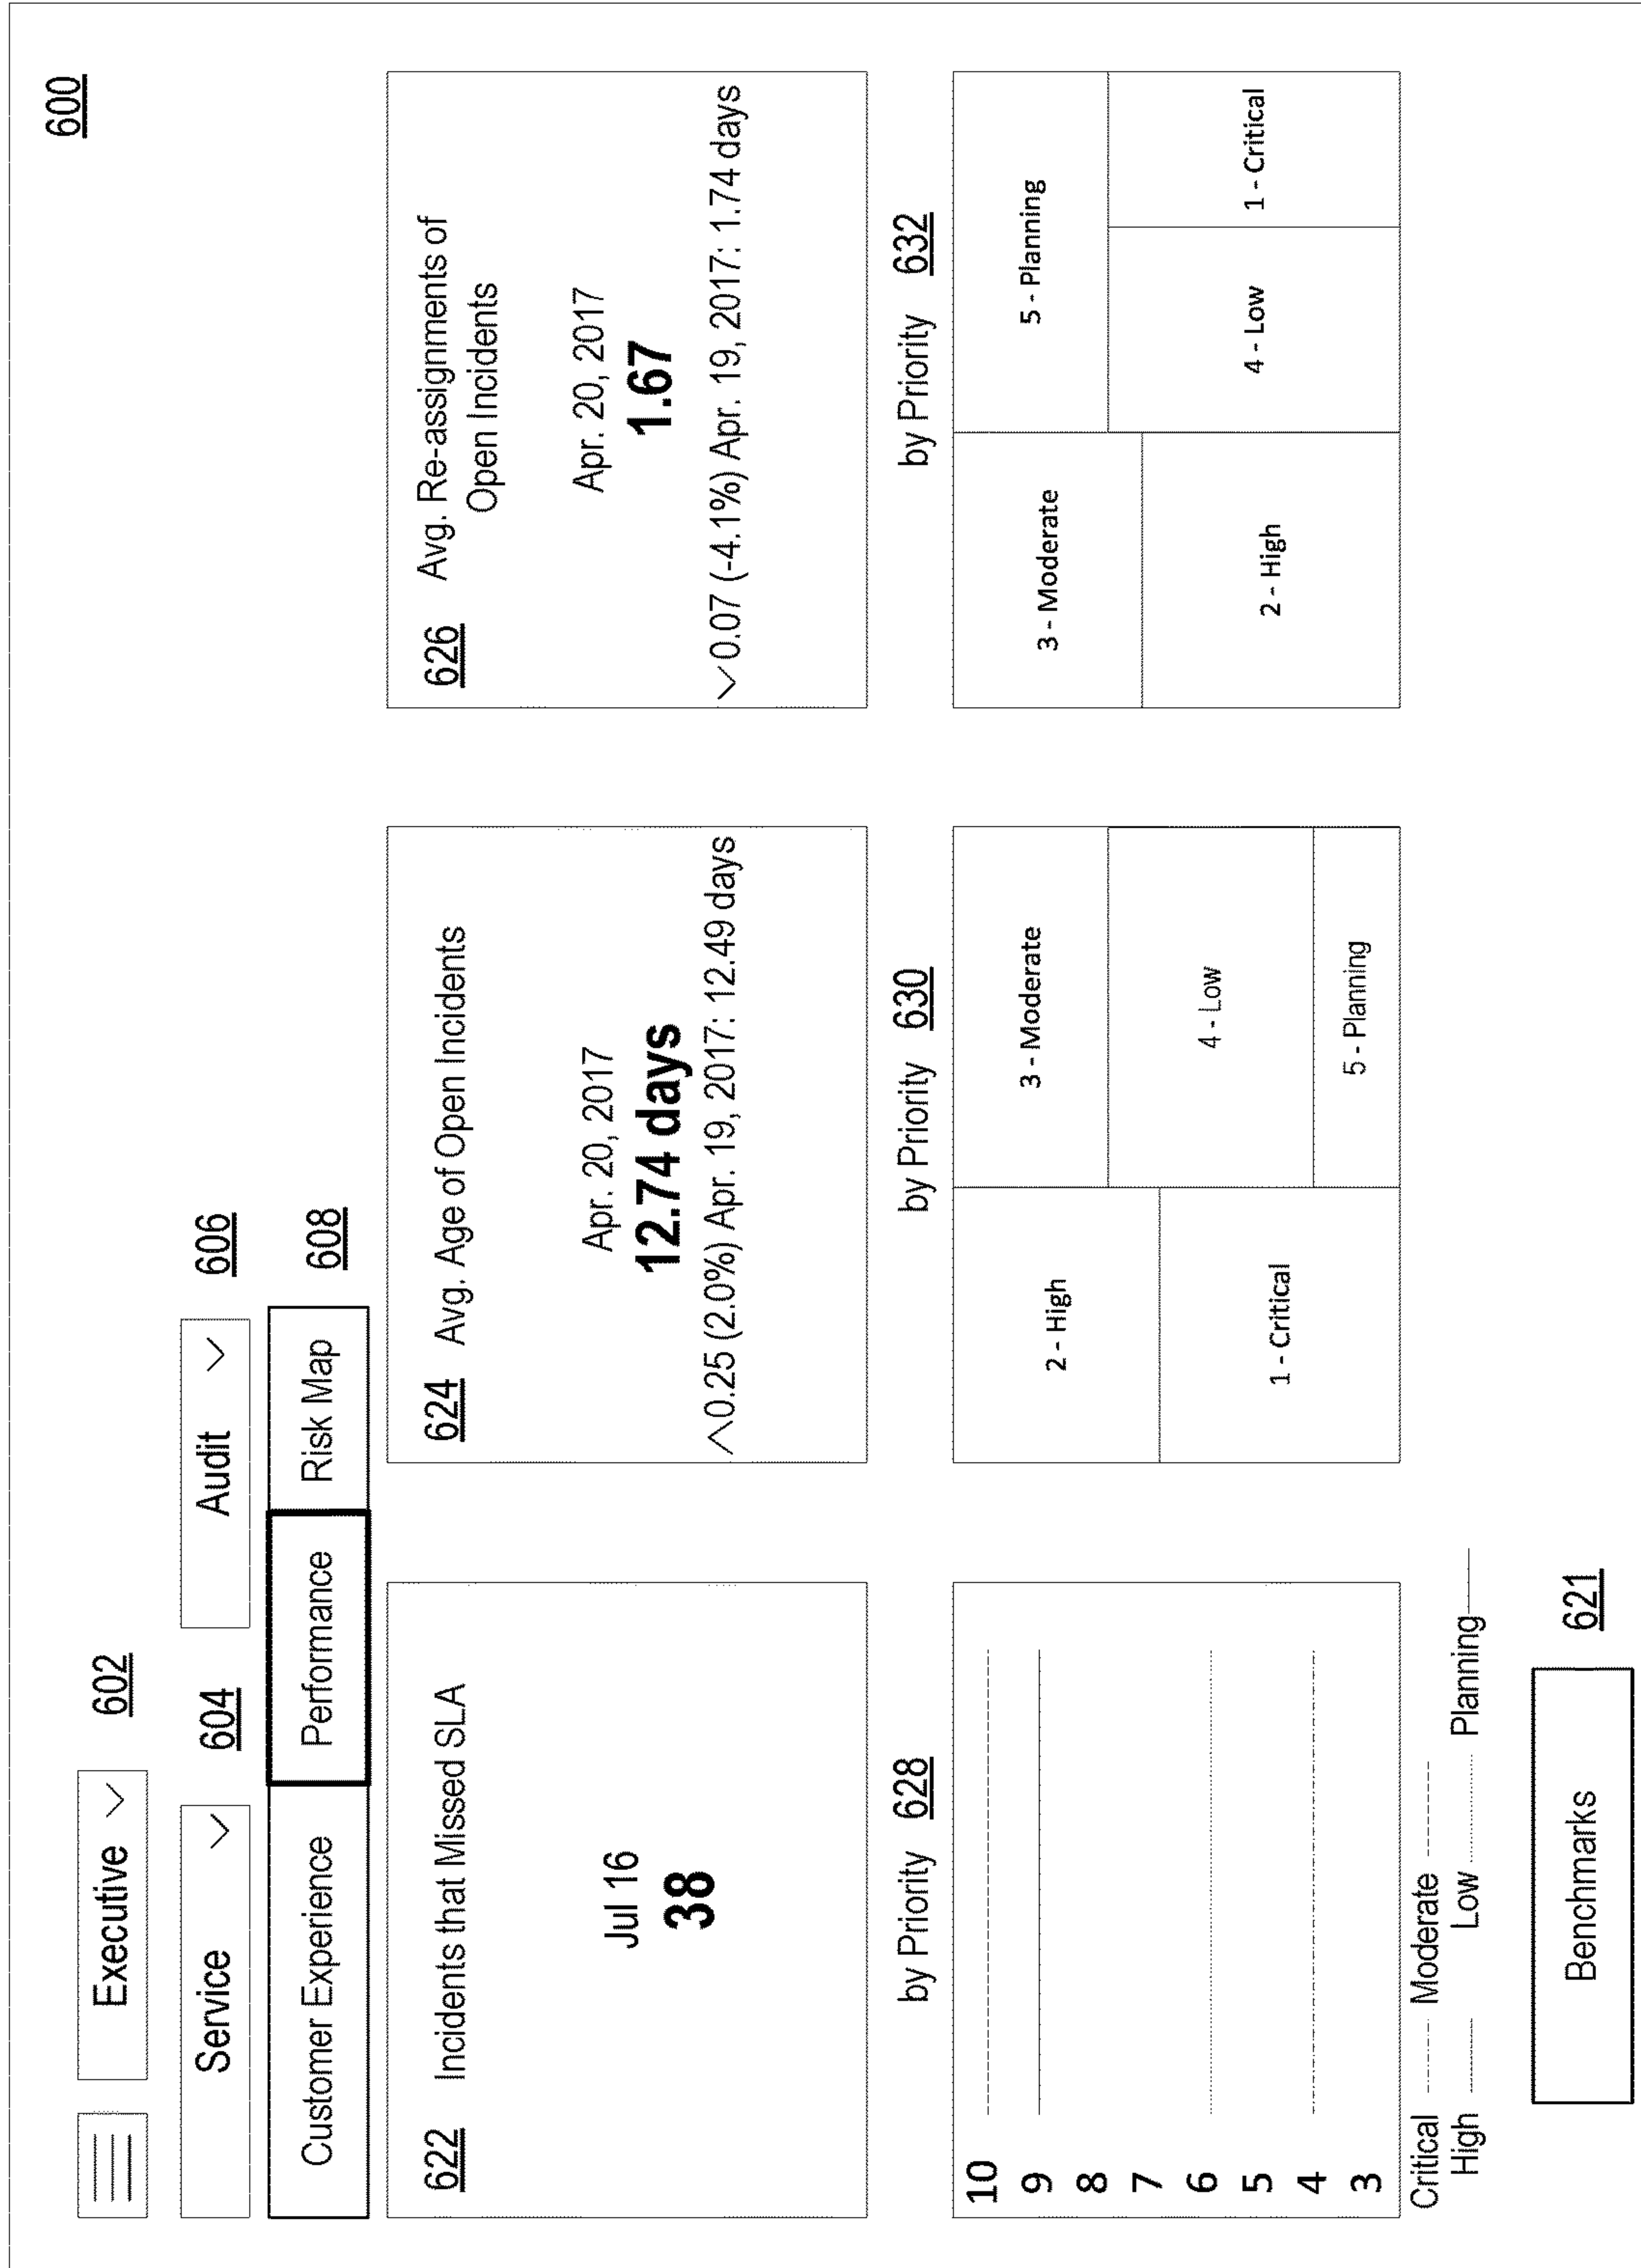 600
Executive 602
Service 604 Audit 606
Customer Experience Performance Risk Map 608
622 Incidents that Missed SLA
Jul 16
38
624 Avg. Age of Open Incidents
Apr. 20, 2017
12.74 days
0.25 (2.0%) Apr. 19, 2017: 12.49 days
626 Avg. Re-assignments of
Open Incidents
Apr. 20, 2017
1.67
0.07 (-4.1%) Apr. 19, 2017: 1.74 days
by Priority 628
10
9
8
7
6
5
4
3
Critical Moderate
High Low Planning
by Priority 630
2 - High
1 - Critical
3 - Moderate
4 - Low
5 - Planning
by Priority 632
3 - Moderate
2 - High
5 - Planning
4 - Low
1 - Critical
Benchmarks 621